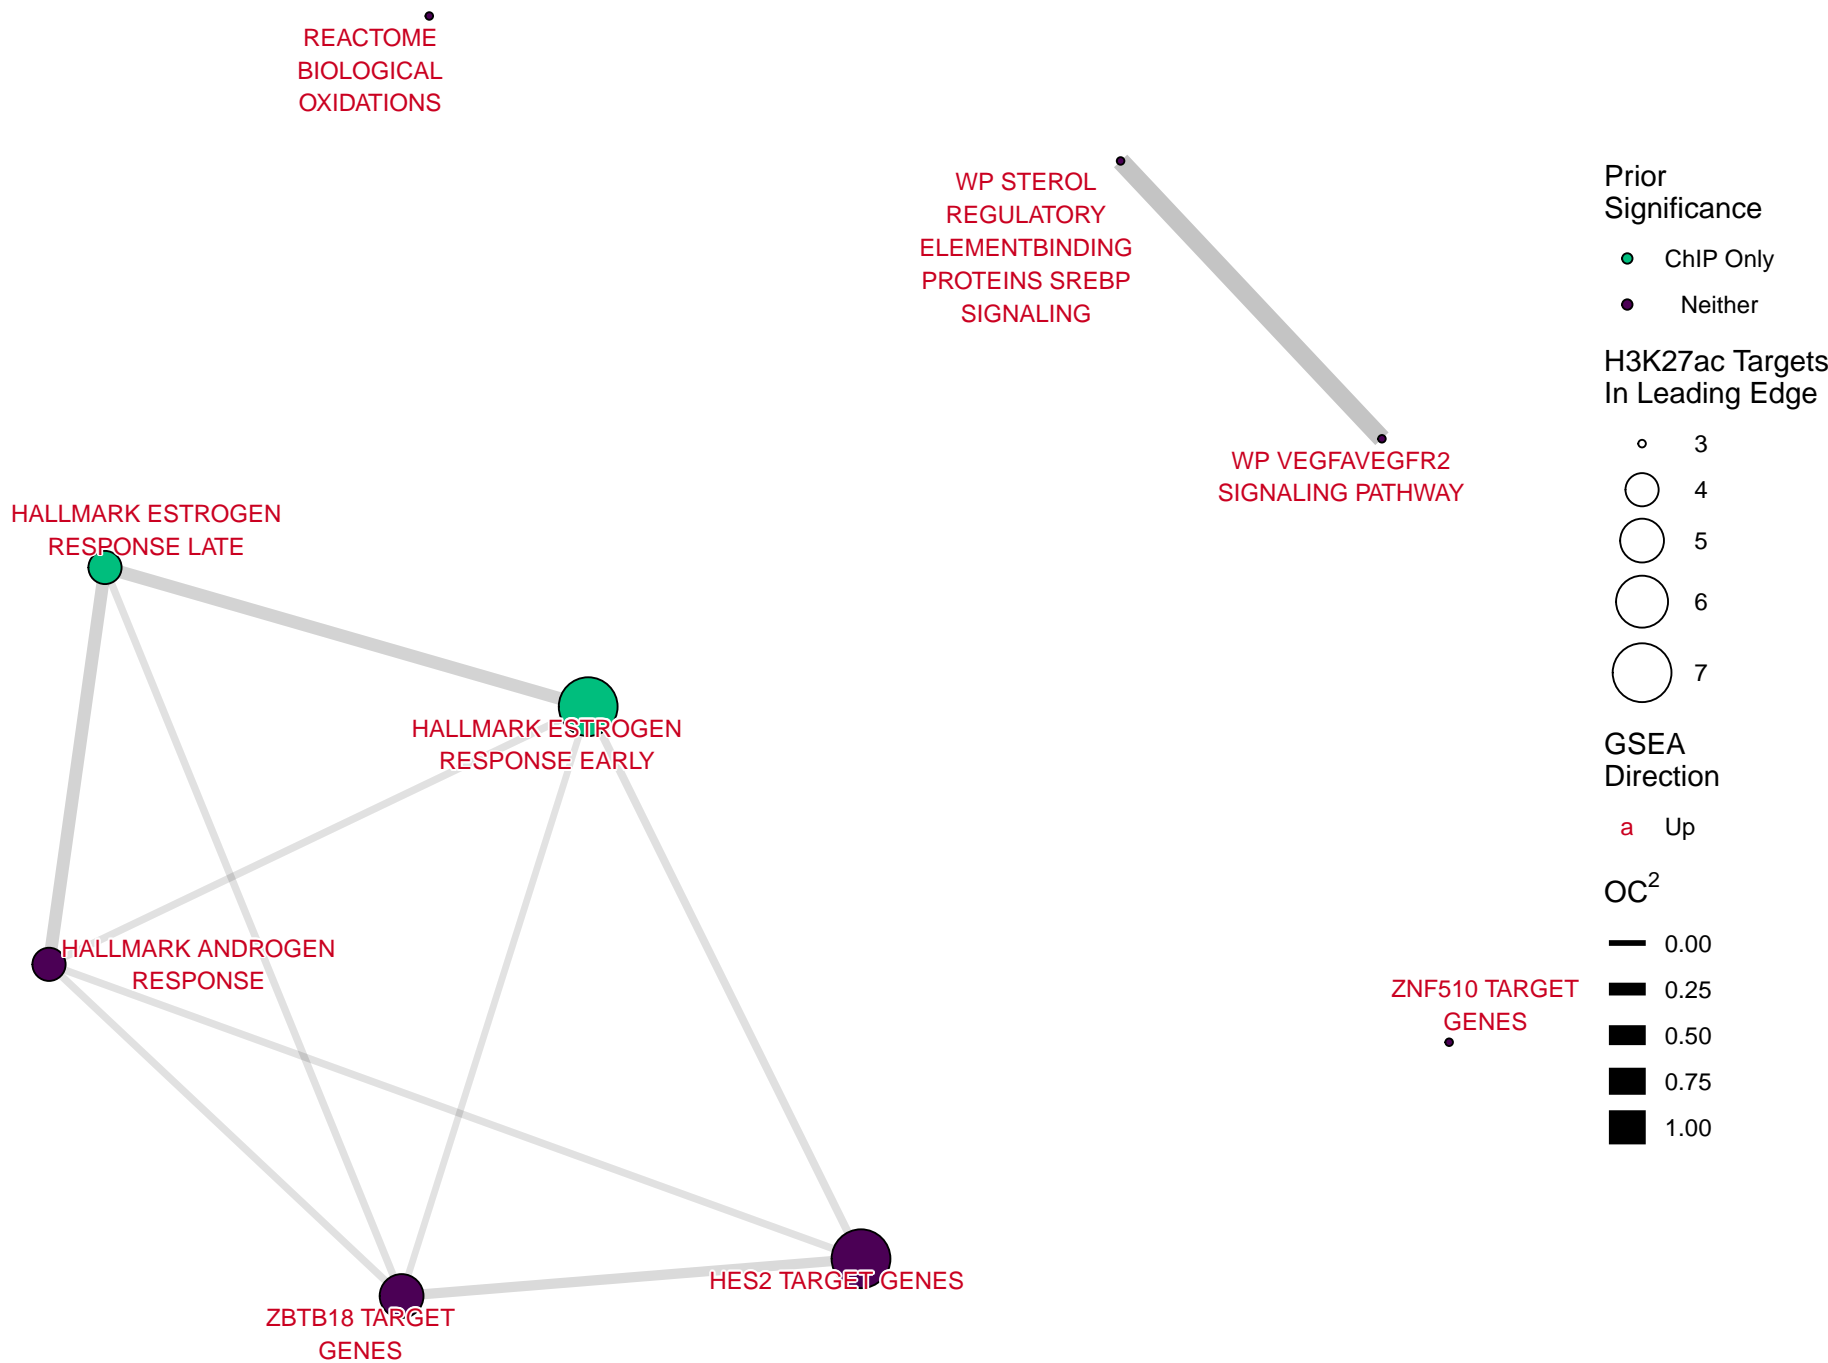 REACTOME
BIOLOGICAL
OXIDATIONS
WP STEROL
REGULATORY
ELEMENTBINDING
PROTEINS SREBP
SIGNALING
WP VEGFAVEGFR2
SIGNALING PATHWAY
HALLMARK ESTROGEN
RESPONSE LATE
HALLMARK ESTROGEN
RESPONSE EARLY
HALLMARK ANDROGEN
RESPONSE
ZNF510 TARGET
GENES
HES2 TARGET GENES
ZBTB18 TARGET
GENES
Prior
Significance
ChIP Only
Neither
H3K27ac Targets
In Leading Edge
3
4
5
6
7
GSEA
Direction
a Up
OC²
0.00
0.25
0.50
0.75
1.00